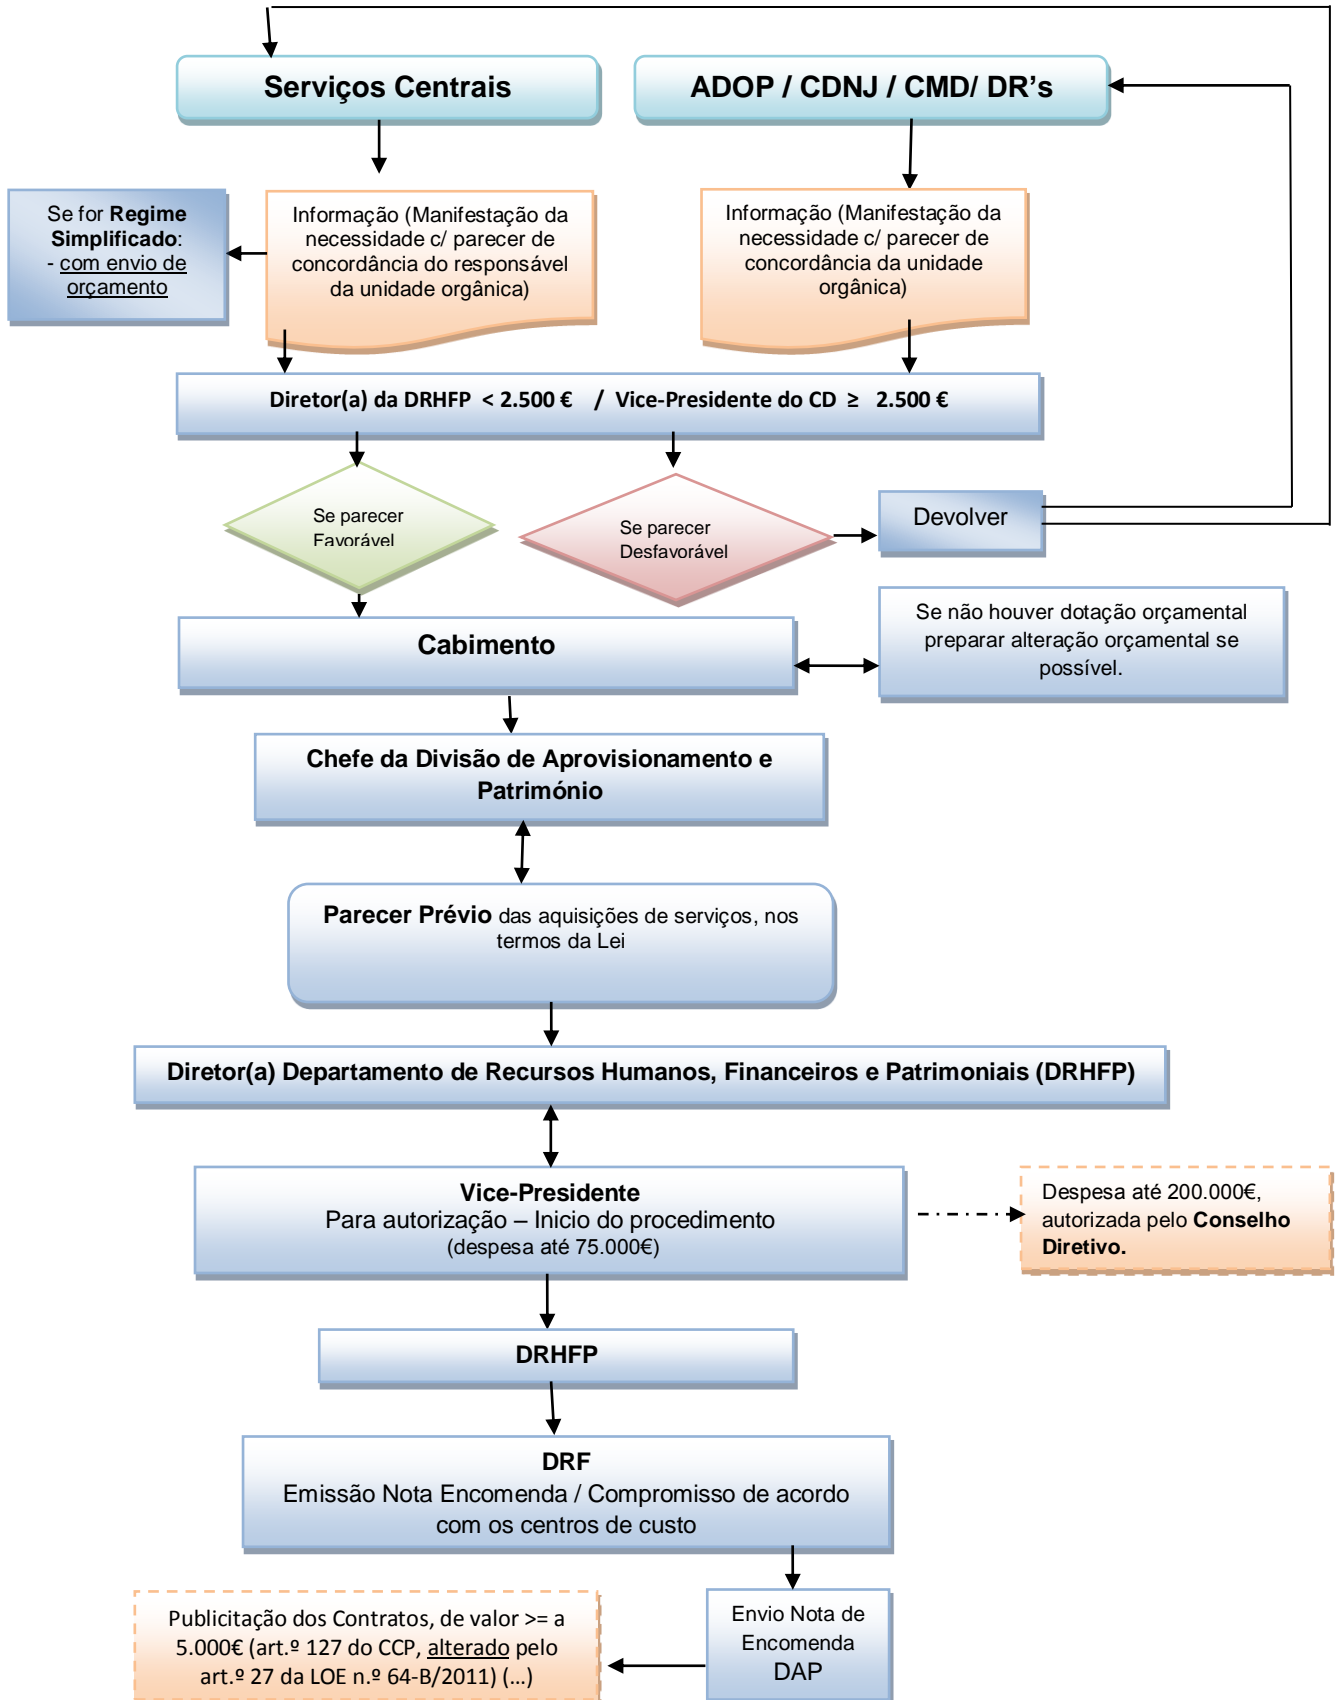 Serviços Centrais
ADOP / CDNJ / CMD/ DR's
Se for Regime
Simplificado:
- com envio de
orçamento
Informação (Manifestação da
necessidade c/ parecer de
concordância do responsável
da unidade orgânica)
Informação (Manifestação da
necessidade c/ parecer de
concordância da unidade
orgânica)
Diretor(a) da DRHFP < 2.500 € / Vice-Presidente do CD ≥ 2.500 €
Se parecer
Favorável
Se parecer
Desfavorável
Devolver
Cabimento
Se não houver dotação orçamental
preparar alteração orçamental se
possível.
Chefe da Divisão de Aprovisionamento e
Património
Parecer Prévio das aquisições de serviços, nos
termos da Lei
Diretor(a) Departamento de Recursos Humanos, Financeiros e Patrimoniais (DRHFP)
Vice-Presidente
Para autorização – Inicio do procedimento
(despesa até 75.000€)
Despesa até 200.000€,
autorizada pelo Conselho
Diretivo.
DRHFP
DRF
Emissão Nota Encomenda / Compromisso de acordo
com os centros de custo
Envio Nota de
Encomenda
DAP
Publicitação dos Contratos, de valor >= a
5.000€ (art.º 127 do CCP, alterado pelo
art.º 27 da LOE n.º 64-B/2011) (...)